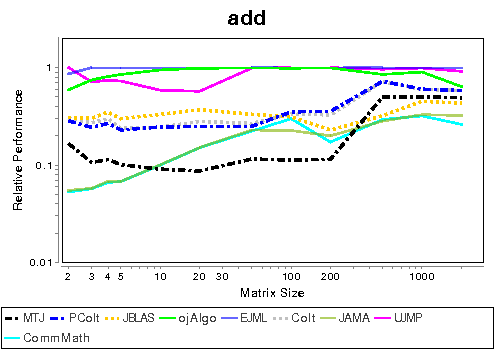 add
1
0.1
0.01
Relative Performance
2 3 4 5 10 20 30 100 200 1000
Matrix Size
MTJ PColt JBLAS ojAlgo EJML Colt JAMA UJMP
CommMath